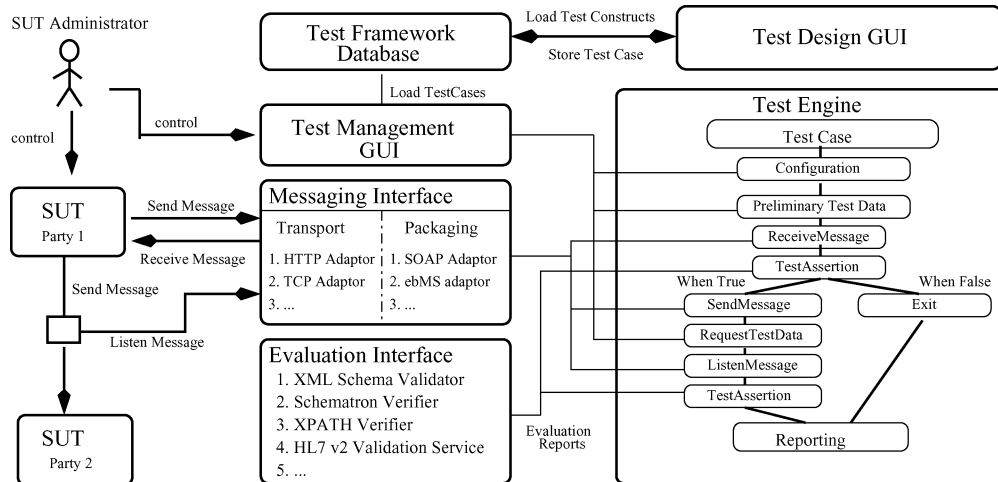 SUT Administrator
control
control
Test Framework
Database
Load Test Constructs
Store Test Case
Test Design GUI
Load TestCases
Test Management
GUI
SUT
Party 1
Send Message
Receive Message
Send Message
Listen Message
SUT
Party 2
Messaging Interface
Transport
1. HTTP Adaptor
2. TCP Adaptor
3. ...
Packaging
1. SOAP Adaptor
2. ebMS adaptor
3. ...
Evaluation Interface
1. XML Schema Validator
2. Schematron Verifier
3. XPATH Verifier
4. HL7 v2 Validation Service
5. ...
Evaluation
Reports
Test Engine
Test Case
Configuration
Preliminary Test Data
ReceiveMessage
TestAssertion
When True
When False
SendMessage
Exit
RequestTestData
ListenMessage
TestAssertion
Reporting